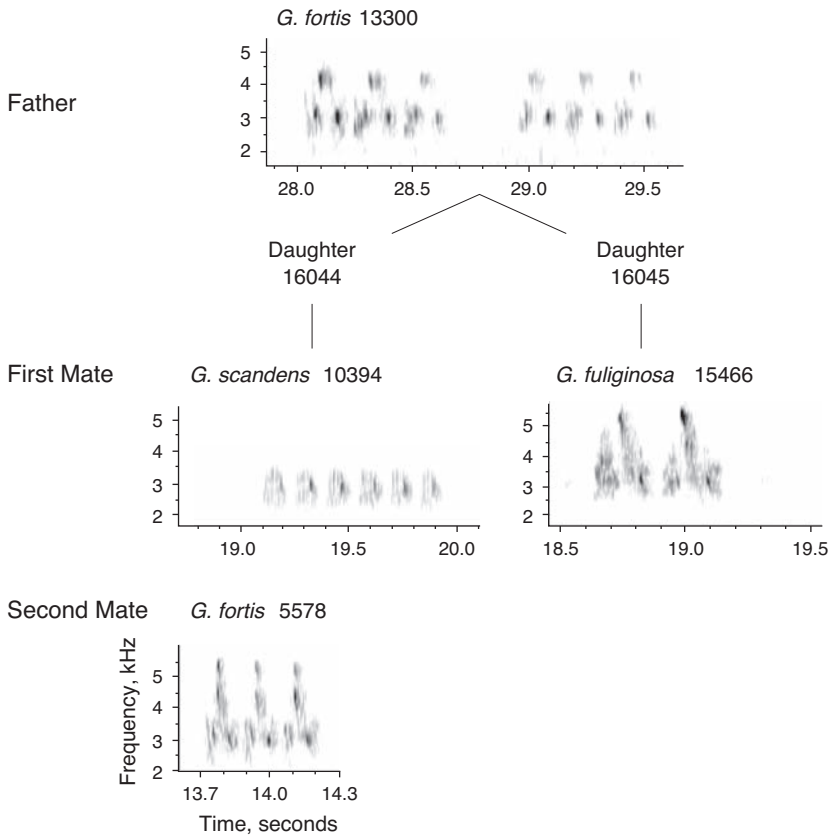 G. fortis 13300
Father
5
4
3
2
28.0 28.5 29.0 29.5
Daughter
16044
Daughter
16045
First Mate
G. scandens 10394
5
4
3
2
19.0 19.5 20.0
G. fuliginosa 15466
5
4
3
2
18.5 19.0 19.5
Second Mate
G. fortis 5578
Frequency, kHz
5
4
3
2
13.7 14.0 14.3
Time, seconds